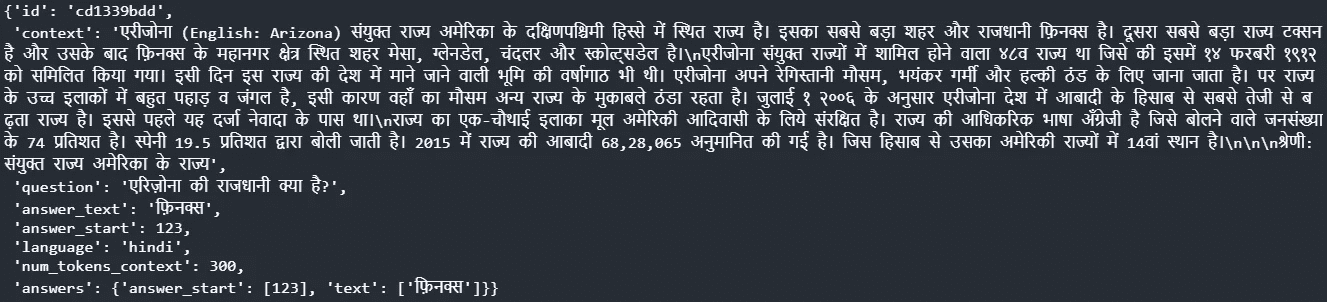 {'id': 'cd1339bdd',
'context': 'एरीजोना (English: Arizona) संयुक्त राज्य अमेरिका के दक्षिणपश्चिमी हिस्से में स्थित राज्य है। इसका सबसे बड़ा शहर और राजधानी फ़िनक्स है। दूसरा सबसे बड़ा राज्य टक्सन
है और उसके बाद फ़िनक्स के महानगर क्षेत्र स्थित शहर मेसा, ग्लेनडेल, चंदलर और स्कोट्सडेल है।\nएरीजोना संयुक्त राज्यों में शामिल होने वाला ४८व राज्य था जिसे की इसमें १४ फरबरी १९१२
को समिलित किया गया। इसी दिन इस राज्य की देश में माने जाने वाली भूमि की वर्षागाठ भी थी। एरीजोना अपने रेगिस्तानी मौसम, भयंकर गर्मी और हल्की ठंड के लिए जाना जाता है। पर राज्य
के उच्च इलाकों में बहुत पहाड़ व जंगल है, इसी कारण वहाँ का मौसम अन्य राज्य के मुकाबले ठंडा रहता है। जुलाई १ २००६ के अनुसार एरीजोना देश में आबादी के हिसाब से सबसे तेजी से ब
ढ़ता राज्य है। इससे पहले यह दर्जा नेवादा के पास था।\nराज्य का एक-चौथाई इलाका मूल अमेरिकी आदिवासी के लिये संरक्षित है। राज्य की आधिकरिक भाषा अँग्रेजी है जिसे बोलने वाले जनसंख्या
के 74 प्रतिशत है। स्पेनी 19.5 प्रतिशत द्वारा बोली जाती है। 2015 में राज्य की आबादी 68,28,065 अनुमानित की गई है। जिस हिसाब से उसका अमेरिकी राज्यों में 14वां स्थान है।\n\n\nश्रेणी:
संयुक्त राज्य अमेरिका के राज्य',
'question': 'एरिज़ोना की राजधानी क्या है?',
'answer_text': 'फ़िनक्स',
'answer_start': 123,
'language': 'hindi',
'num_tokens_context': 300,
'answers': {'answer_start': [123], 'text': ['फ़िनक्स']}}